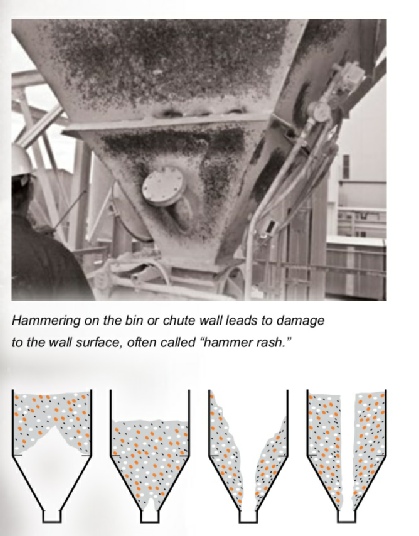 Hammering on the bin or chute wall leads to damage
to the wall surface, often called “hammer rash.”